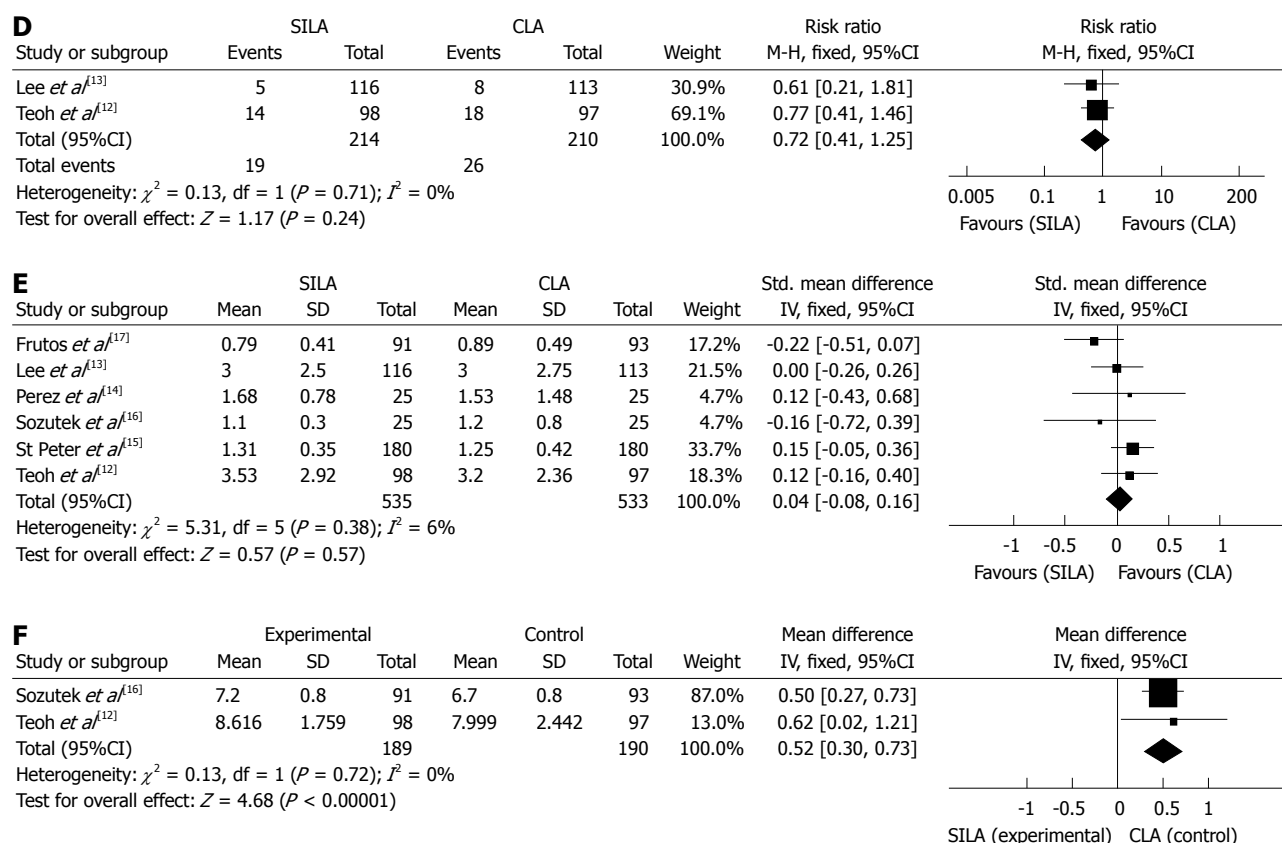 D SILA CLA Risk ratio Risk ratio
Study or subgroup Events Total Events Total Weight M-H, fixed, 95%CI M-H, fixed, 95%CI
Lee et al[13] 5 116 8 113 30.9% 0.61 [0.21, 1.81]
Teoh et al[12] 14 98 18 97 69.1% 0.77 [0.41, 1.46]
Total (95%CI) 214 210 100.0% 0.72 [0.41, 1.25]
Total events 19 26
Heterogeneity: χ2 = 0.13, df = 1 (P = 0.71); I2 = 0%
Test for overall effect: Z = 1.17 (P = 0.24)
0.005 0.1 1 10 200
Favours (SILA) Favours (CLA)
E SILA CLA Std. mean difference Std. mean difference
Study or subgroup Mean SD Total Mean SD Total Weight IV, fixed, 95%CI IV, fixed, 95%CI
Frutos et al[17] 0.79 0.41 91 0.89 0.49 93 17.2% -0.22 [-0.51, 0.07]
Lee et al[13] 3 2.5 116 3 2.75 113 21.5% 0.00 [-0.26, 0.26]
Perez et al[14] 1.68 0.78 25 1.53 1.48 25 4.7% 0.12 [-0.43, 0.68]
Sozutek et al[16] 1.1 0.3 25 1.2 0.8 25 4.7% -0.16 [-0.72, 0.39]
St Peter et al[15] 1.31 0.35 180 1.25 0.42 180 33.7% 0.15 [-0.05, 0.36]
Teoh et al[12] 3.53 2.92 98 3.2 2.36 97 18.3% 0.12 [-0.16, 0.40]
Total (95%CI) 535 533 100.0% 0.04 [-0.08, 0.16]
Heterogeneity: χ2 = 5.31, df = 5 (P = 0.38); I2 = 6%
Test for overall effect: Z = 0.57 (P = 0.57)
-1 -0.5 0 0.5 1
Favours (SILA) Favours (CLA)
F Experimental Control Mean difference Mean difference
Study or subgroup Mean SD Total Mean SD Total Weight IV, fixed, 95%CI IV, fixed, 95%CI
Sozutek et al[16] 7.2 0.8 91 6.7 0.8 93 87.0% 0.50 [0.27, 0.73]
Teoh et al[12] 8.616 1.759 98 7.999 2.442 97 13.0% 0.62 [0.02, 1.21]
Total (95%CI) 189 190 100.0% 0.52 [0.30, 0.73]
Heterogeneity: χ2 = 0.13, df = 1 (P = 0.72); I2 = 0%
Test for overall effect: Z = 4.68 (P < 0.00001)
-1 -0.5 0 0.5 1
SILA (experimental) CLA (control)